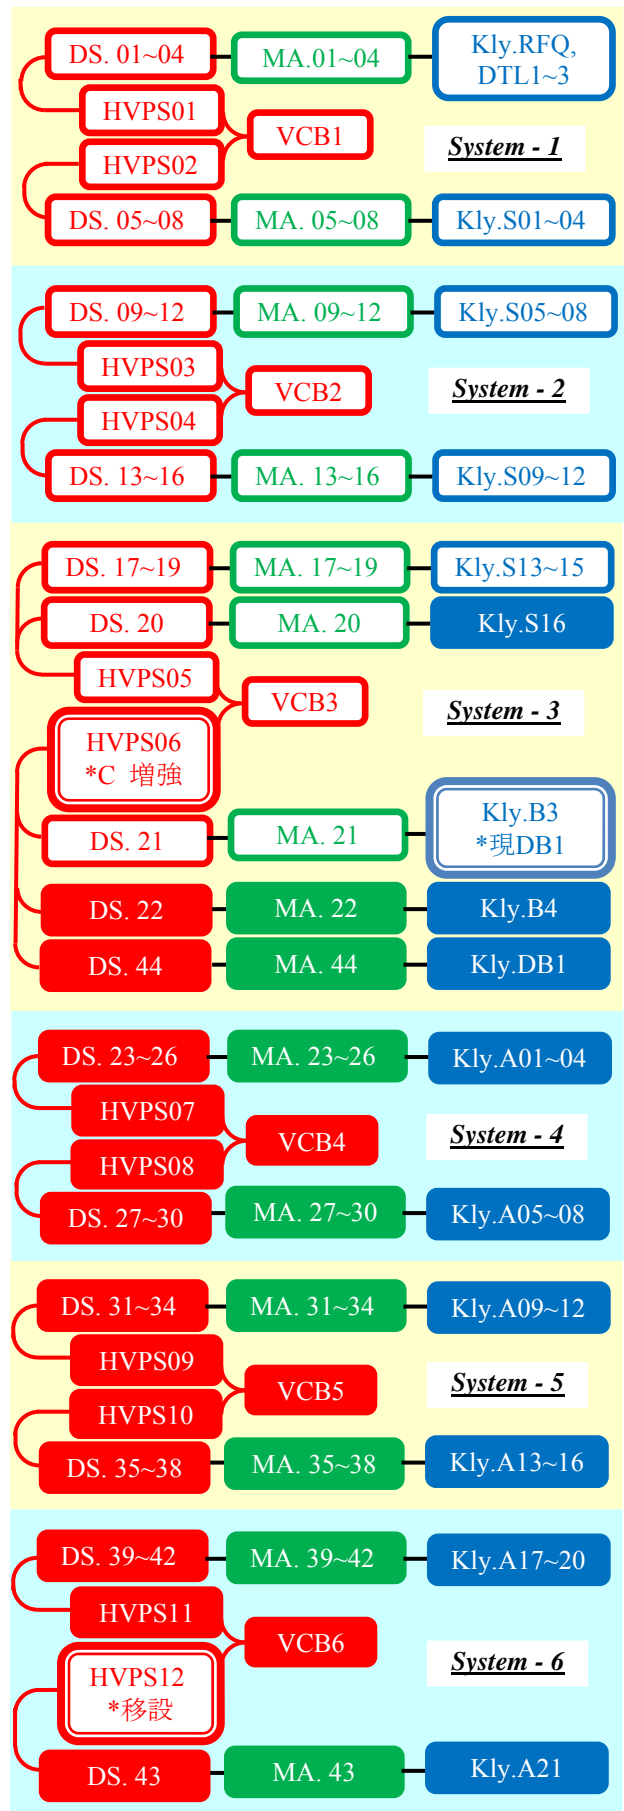 DS. 01~04
MA.01~04
Kly.RFQ,
DTL1~3
HVPS01
VCB1
System - 1
HVPS02
DS. 05~08
MA. 05~08
Kly.S01~04
DS. 09~12
MA. 09~12
Kly.S05~08
HVPS03
VCB2
System - 2
HVPS04
DS. 13~16
MA. 13~16
Kly.S09~12
DS. 17~19
MA. 17~19
Kly.S13~15
DS. 20
MA. 20
Kly.S16
HVPS05
VCB3
System - 3
HVPS06
*C 増強
DS. 21
MA. 21
Kly.B3
*現DB1
DS. 22
MA. 22
Kly.B4
DS. 44
MA. 44
Kly.DB1
DS. 23~26
MA. 23~26
Kly.A01~04
HVPS07
VCB4
System - 4
HVPS08
DS. 27~30
MA. 27~30
Kly.A05~08
DS. 31~34
MA. 31~34
Kly.A09~12
HVPS09
VCB5
System - 5
HVPS10
DS. 35~38
MA. 35~38
Kly.A13~16
DS. 39~42
MA. 39~42
Kly.A17~20
HVPS11
VCB6
System - 6
HVPS12
*移設
DS. 43
MA. 43
Kly.A21